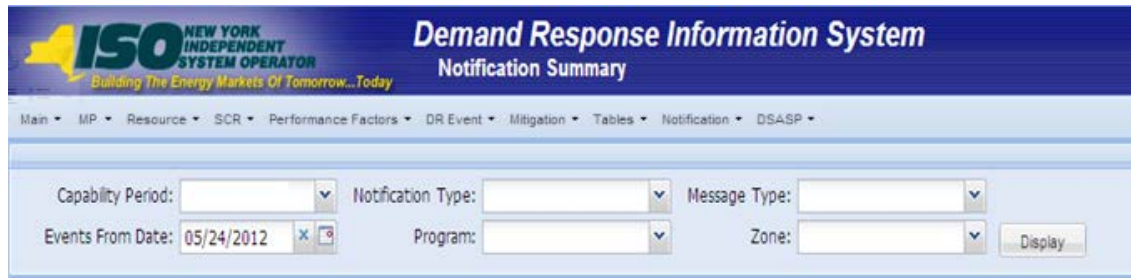 ISO NEW YORK INDEPENDENT SYSTEM OPERATOR
Building The Energy Markets Of Tomorrow...Today
Demand Response Information System
Notification Summary
Main MP Resource SCR Performance Factors DR Event Mitigation Tables Notification DSASP
Capability Period: Notification Type: Message Type:
Events From Date: 05/24/2012 Program: Zone: Display